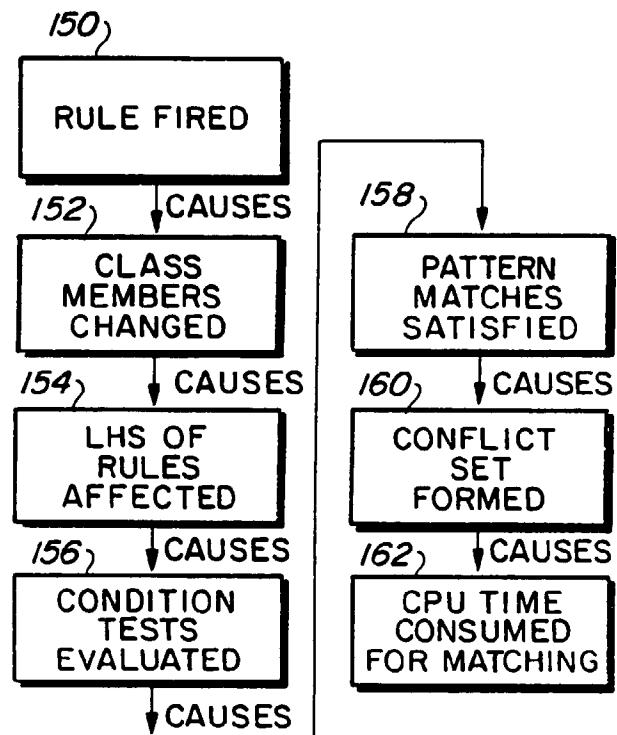 150
RULE FIRED
CAUSES
152
CLASS
MEMBERS
CHANGED
CAUSES
154
LHS OF
RULES
AFFECTED
CAUSES
156
CONDITION
TESTS
EVALUATED
CAUSES
158
PATTERN
MATCHES
SATISFIED
CAUSES
160
CONFLICT
SET
FORMED
CAUSES
162
CPU TIME
CONSUMED
FOR MATCHING